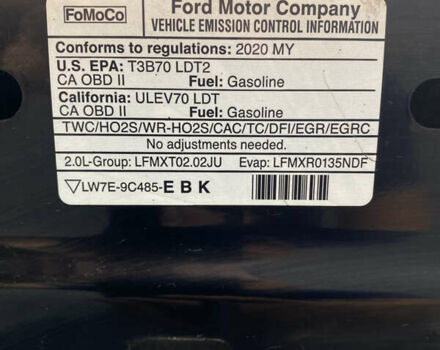 FoMoCo
Ford Motor Company
VEHICLE EMISSION CONTROL INFORMATION
Conforms to regulations: 2020 MY
U.S. EPA: T3B70 LDT2
CA OBD II Fuel: Gasoline
California: ULEV70 LDT
CA OBD II Fuel: Gasoline
TWC/HO2S/WR-HO2S/CAC/TC/DFI/EGR/EGRC
No adjustments needed.
2.0L-Group: LFMXT02.02JU Evap: LFMXR0135NDF
LW7E-9C485-E B K